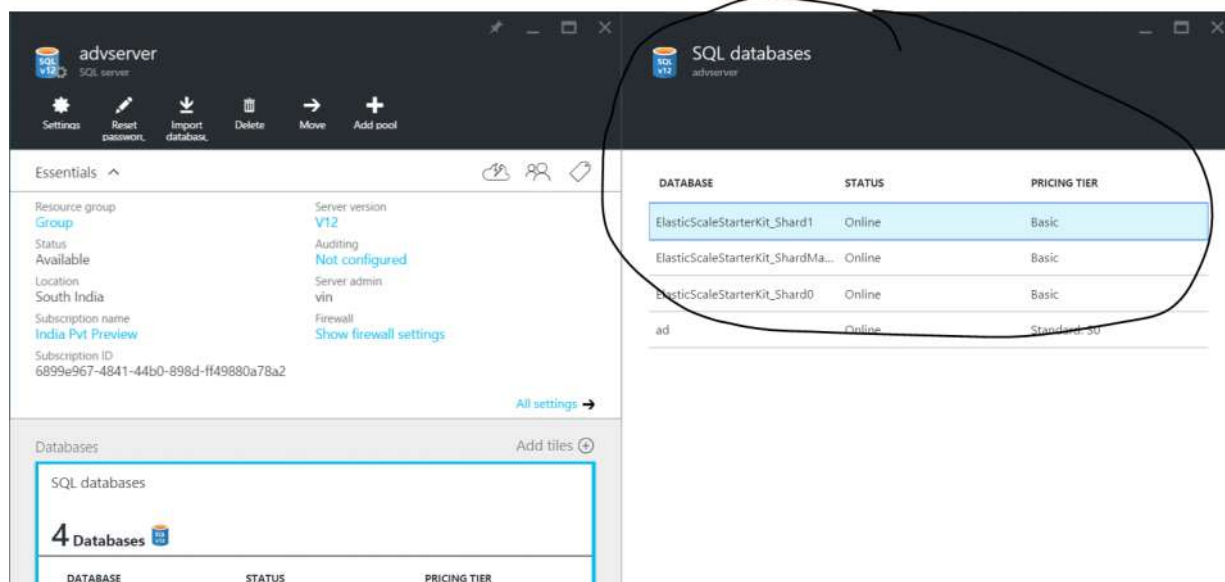 advserver
SQL server
Settings
Reset passwor.
Import databas.
Delete
Move
Add pool
Essentials
Resource group
Group
Server version
V12
Status
Available
Auditing
Not configured
Location
South India
Server admin
vin
Subscription name
India Pvt Preview
Firewall
Show firewall settings
Subscription ID
6899e967-4841-44b0-898d-ff49880a78a2
All settings
Databases
Add tiles
SQL databases
4 Databases
DATABASE STATUS PRICING TIER
SQL databases
advserver
DATABASE STATUS PRICING TIER
ElasticScaleStarterKit_Shard1 Online Basic
ElasticScaleStarterKit_ShardMa... Online Basic
ElasticScaleStarterKit_Shard0 Online Basic
ad Online Standard: S0